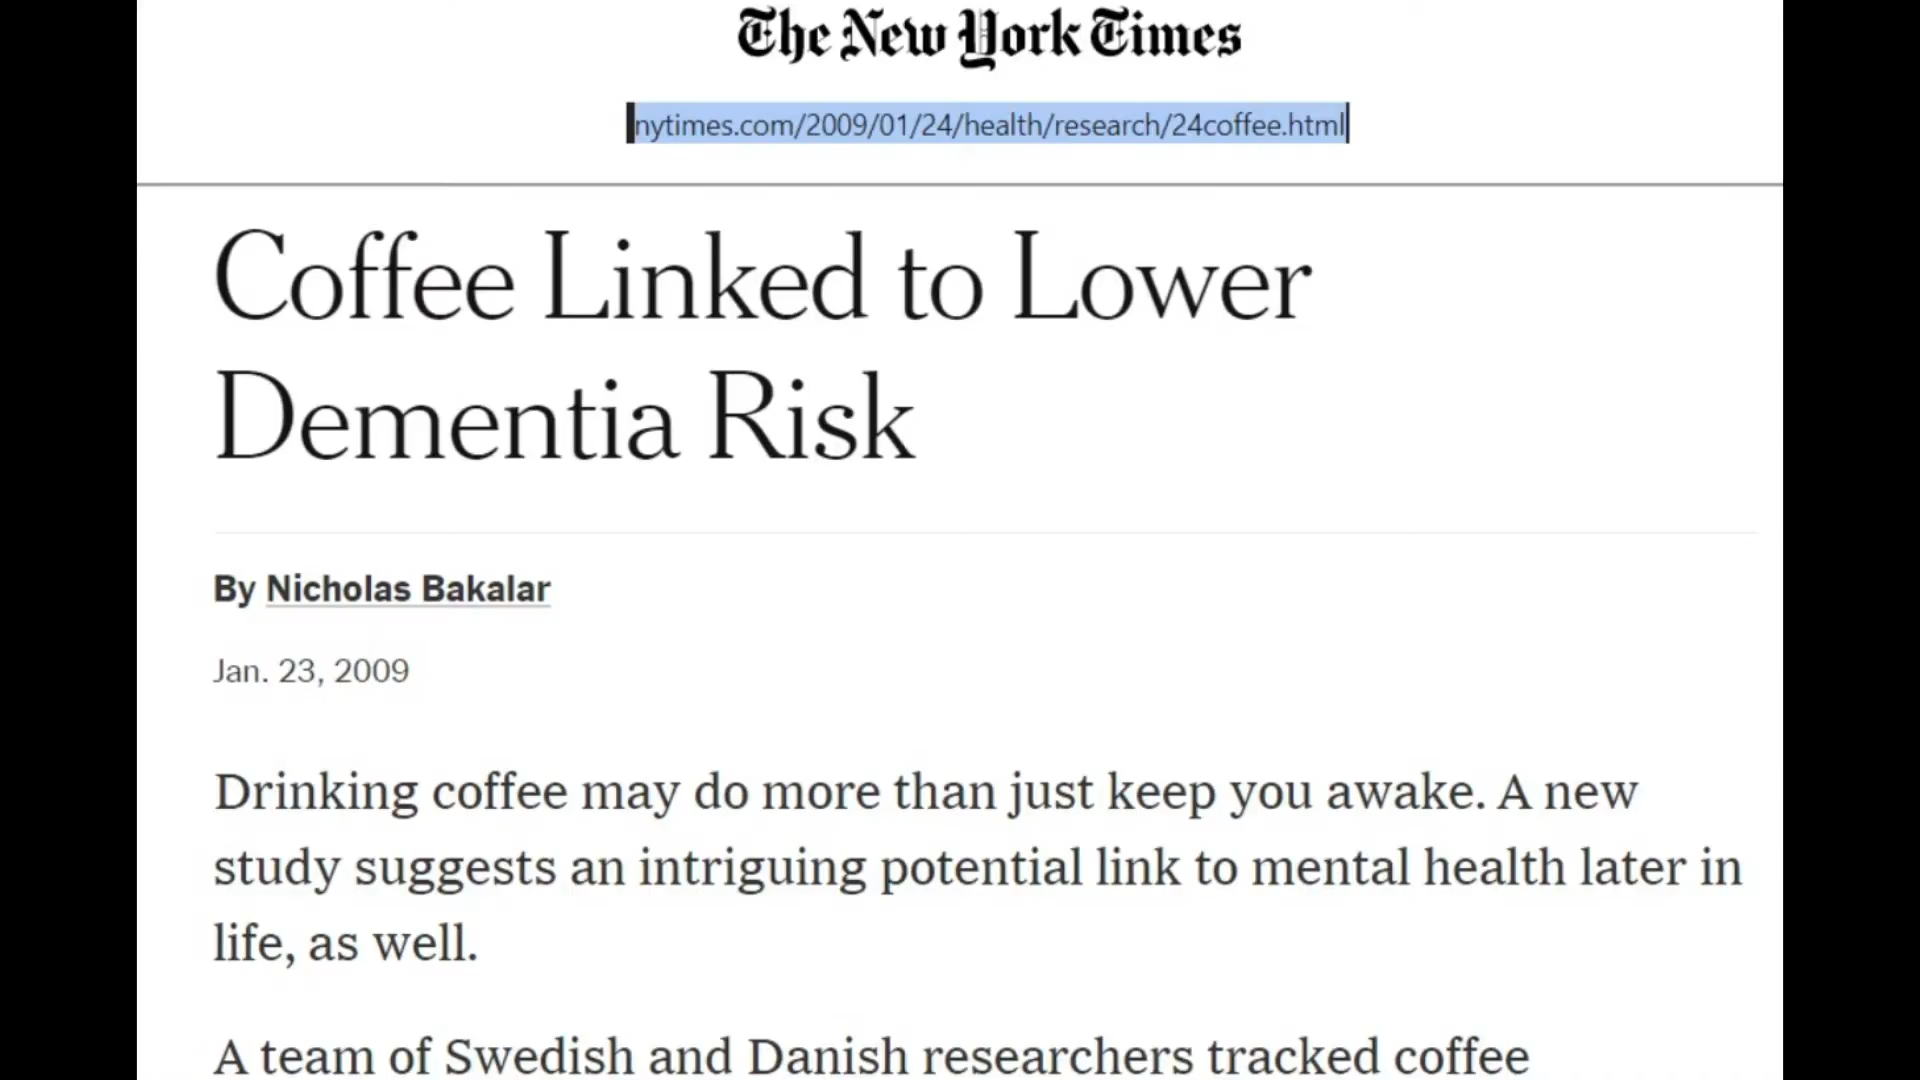 The New York Times
nytimes.com/2009/01/24/health/research/24coffee.html
Coffee Linked to Lower
Dementia Risk
By Nicholas Bakalar
Jan. 23, 2009
Drinking coffee may do more than just keep you awake. A new
study suggests an intriguing potential link to mental health later in
life, as well.
A team of Swedish and Danish researchers tracked coffee